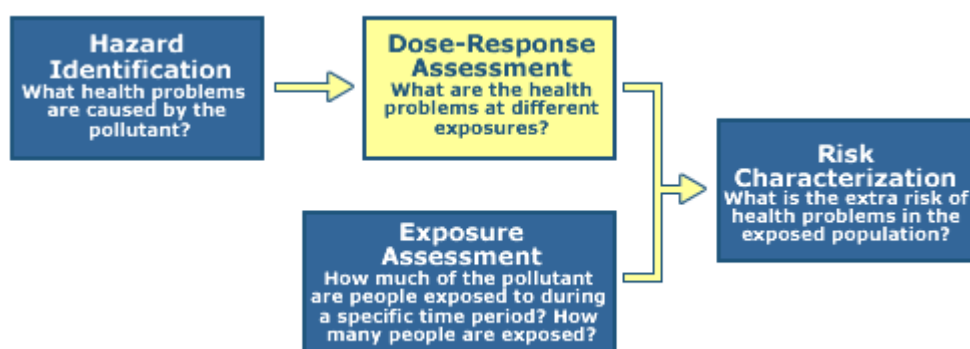 Hazard
Identification
What health problems
are caused by the
pollutant?
Dose-Response
Assessment
What are the health
problems at different
exposures?
Exposure
Assessment
How much of the pollutant
are people exposed to during
a specific time period? How
many people are exposed?
Risk
Characterization
What is the extra risk of
health problems in the
exposed population?